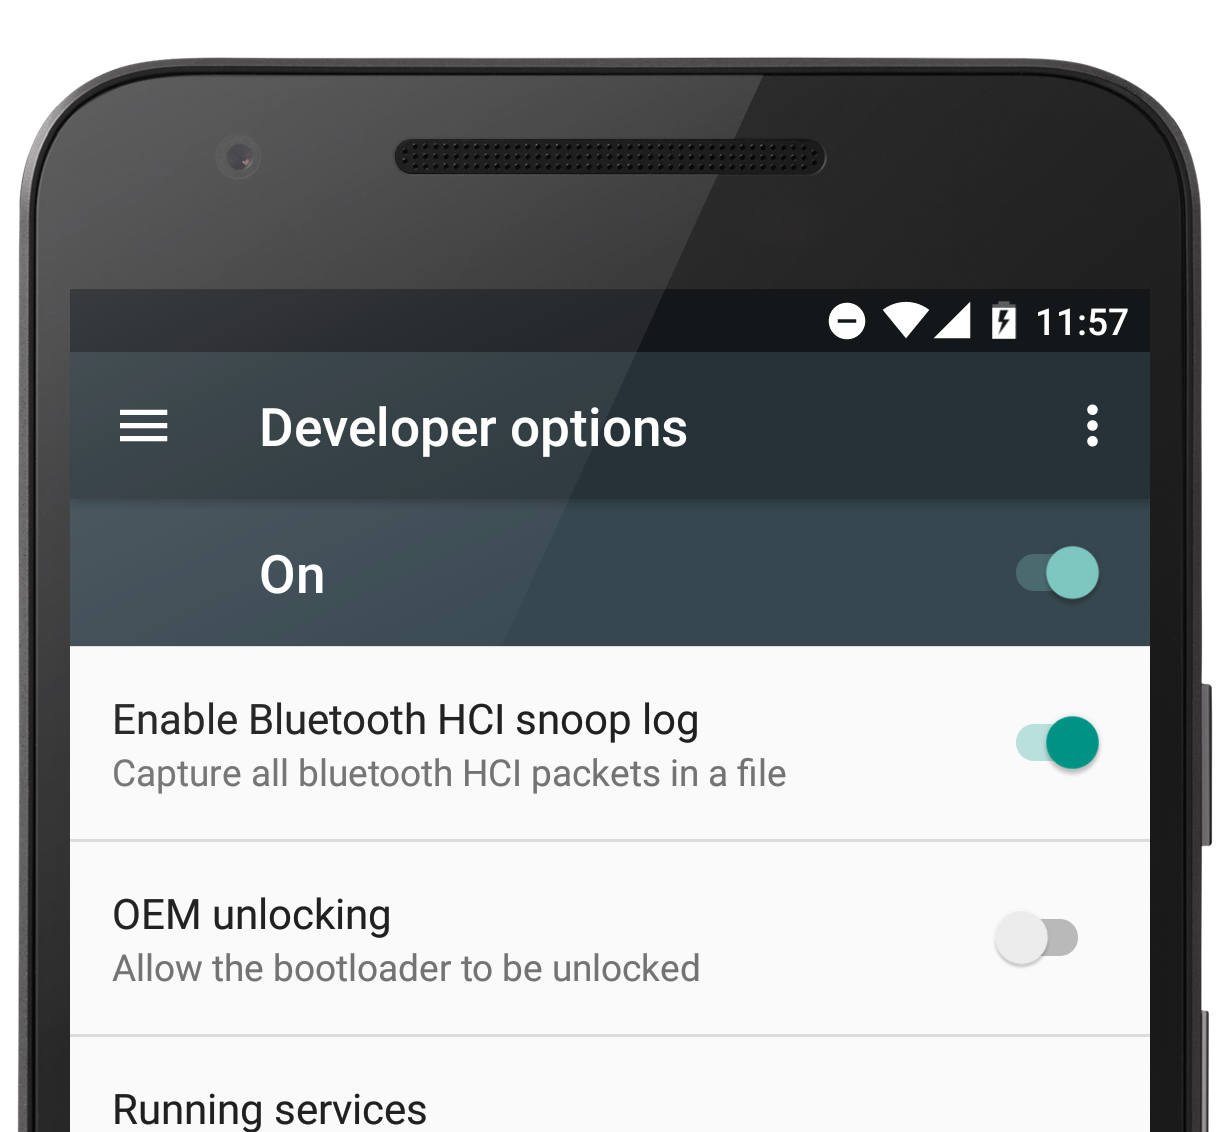 11:57
Developer options
On
Enable Bluetooth HCI snoop log
Capture all bluetooth HCI packets in a file
OEM unlocking
Allow the bootloader to be unlocked
Running services